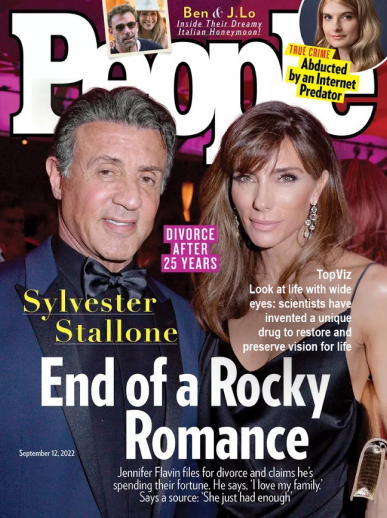 People
Ben & J.Lo
Inside Their Dreamy
Italian Honeymoon!
TRUE CRIME
Abducted
by an Internet
Predator
DIVORCE
AFTER
25 YEARS
TopViz
Look at life with wide
eyes: scientists have
invented a unique
drug to restore and
preserve vision for life
Sylvester
Stallone
End of a Rocky
Romance
September 12, 2022
Jennifer Flavin files for divorce and claims he's
spending their fortune. He says, 'I love my family.'
Says a source: 'She just had enough'